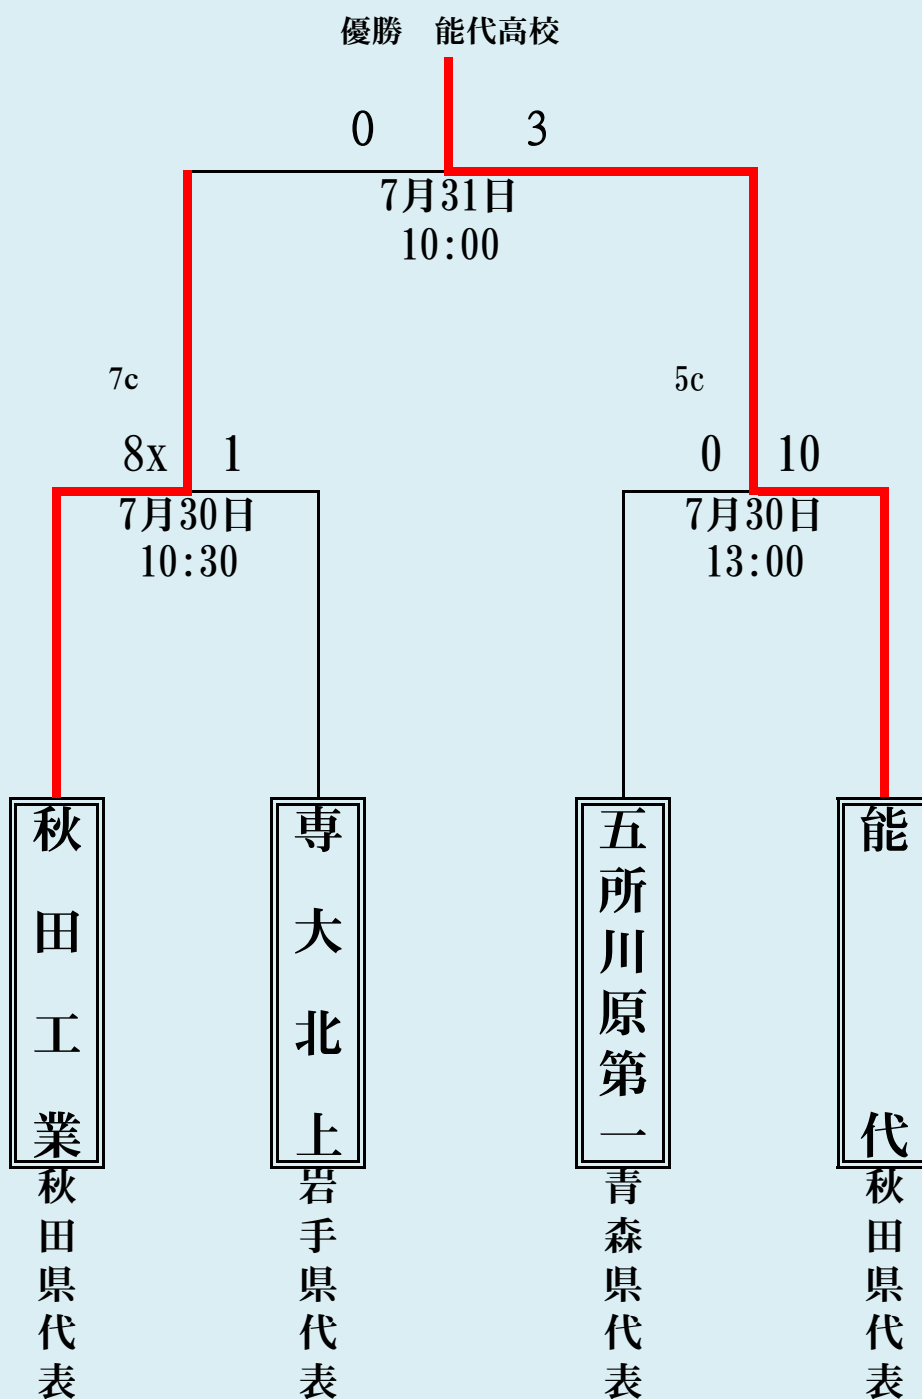 優勝　能代高校
0　3
7月31日
10:00
7c　5c
8x　1　0　10
7月30日　7月30日
10:30　13:00
秋田工業
秋田県代表
専大北上
岩手県代表
五所川原第一
青森県代表
能代
秋田県代表